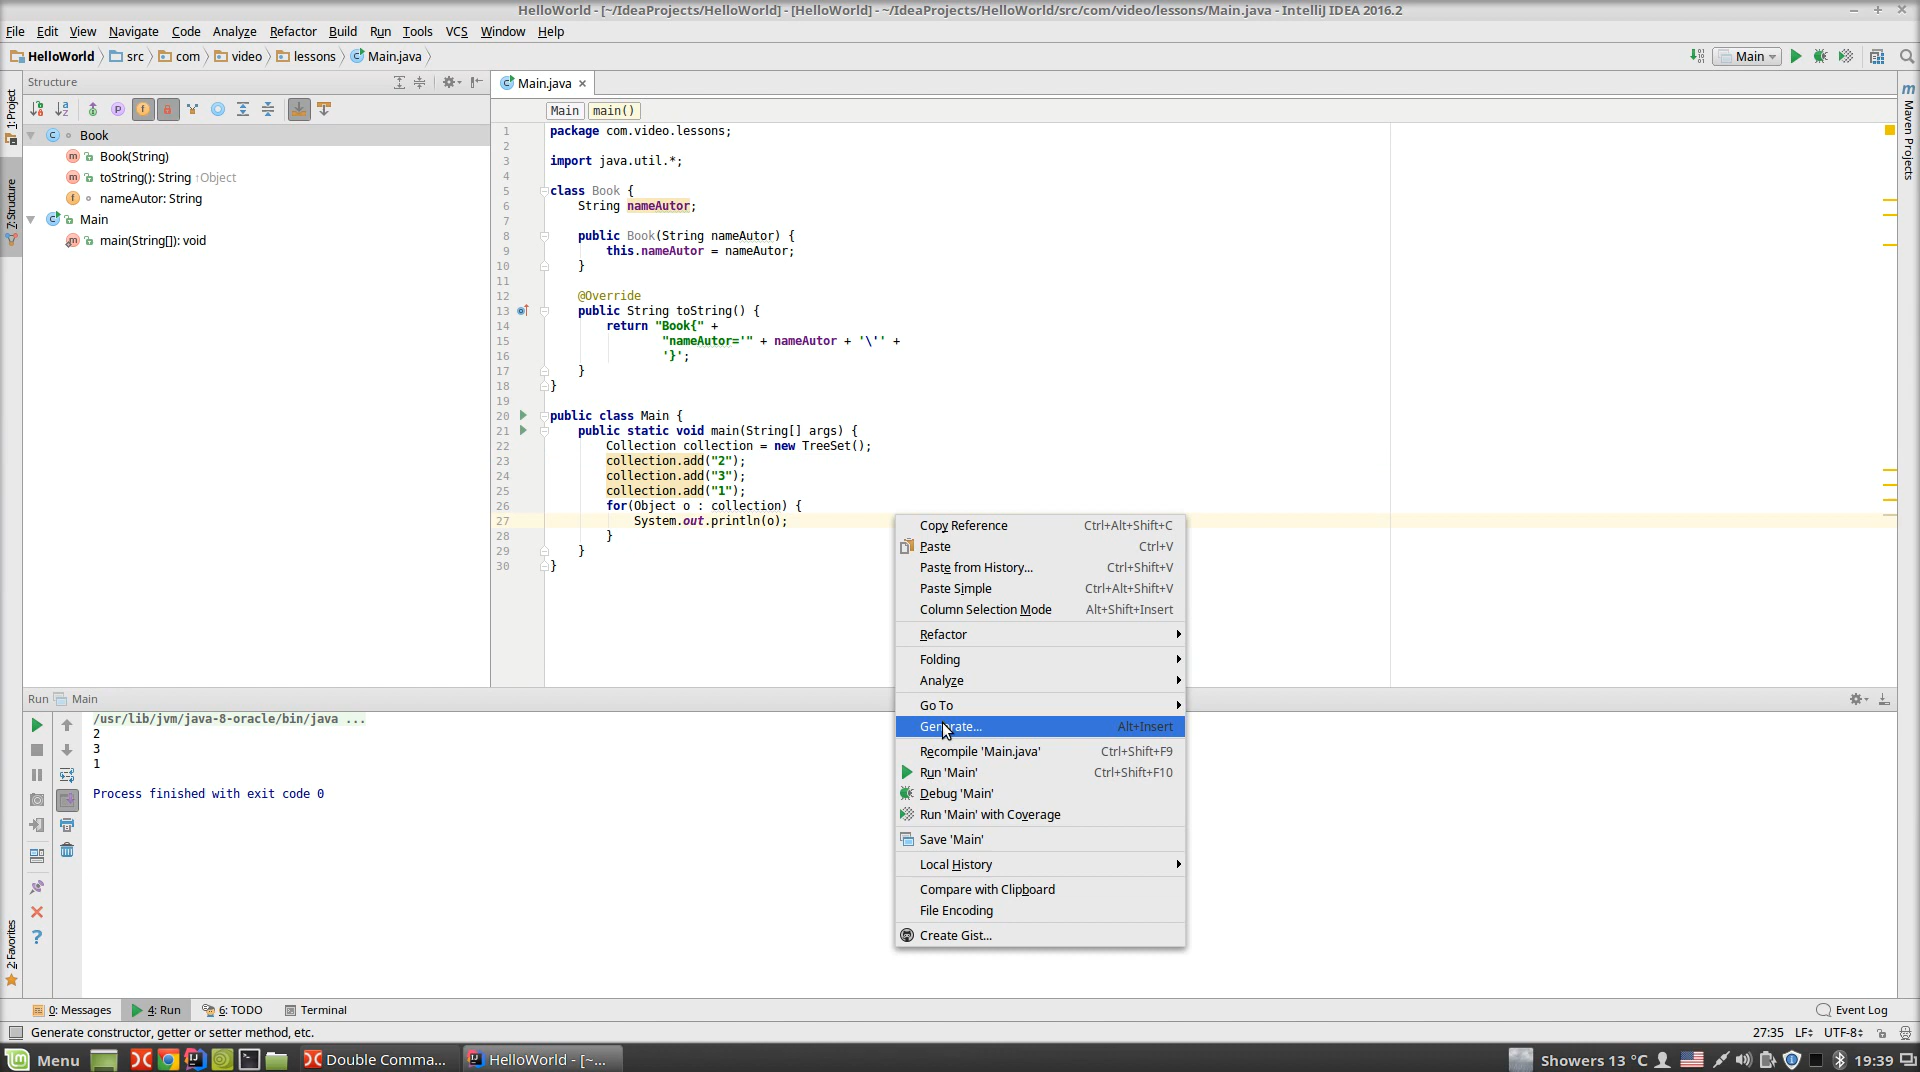 HelloWorld - [~/IdeaProjects/HelloWorld] - [HelloWorld] - ~/IdeaProjects/HelloWorld/src/com/video/lessons/Main.java - IntelliJ IDEA 2016.2
File Edit View Navigate Code Analyze Refactor Build Run Tools VCS Window Help
HelloWorld src com video lessons Main.java Main
Structure
Main.java
1: Project
7: Structure
2: Favorites
Maven Projects
Book
Book(String)
toString(): String ↑Object
nameAutor: String
Main
main(String[]): void
Main main()
1 package com.video.lessons;
2
3 import java.util.*;
4
5 class Book {
6 String nameAutor;
7
8 public Book(String nameAutor) {
9 this.nameAutor = nameAutor;
10 }
11
12 @Override
13 public String toString() {
14 return "Book{" +
15 "nameAutor='" + nameAutor + '\'' +
16 '}';
17 }
18 }
19
20 public class Main {
21 public static void main(String[] args) {
22 Collection collection = new TreeSet();
23 collection.add("2");
24 collection.add("3");
25 collection.add("1");
26 for(Object o : collection) {
27 System.out.println(o);
28 }
29 }
30 }
Copy Reference Ctrl+Alt+Shift+C
Paste Ctrl+V
Paste from History... Ctrl+Shift+V
Paste Simple Ctrl+Alt+Shift+V
Column Selection Mode Alt+Shift+Insert
Refactor
Folding
Analyze
Go To
Generate... Alt+Insert
Recompile 'Main.java' Ctrl+Shift+F9
Run 'Main' Ctrl+Shift+F10
Debug 'Main'
Run 'Main' with Coverage
Save 'Main'
Local History
Compare with Clipboard
File Encoding
Create Gist...
Run Main
/usr/lib/jvm/java-8-oracle/bin/java ...
2
3
1
Process finished with exit code 0
0: Messages 4: Run 6: TODO Terminal Event Log
Generate constructor, getter or setter method, etc. 27:35 LF÷ UTF-8÷
Menu Double Comma... HelloWorld - [~... Showers 13 °C 19:39